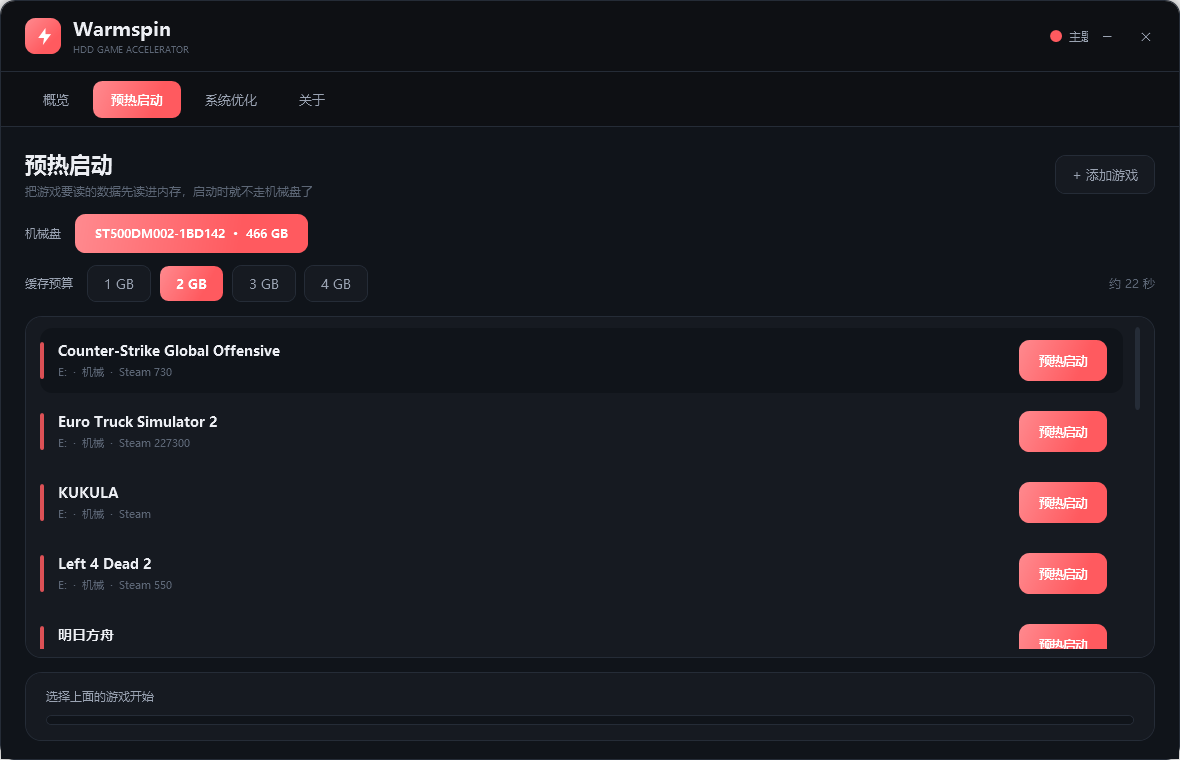 Warmspin
HDD GAME ACCELERATOR
主题
概览
预热启动
系统优化
关于
预热启动
把游戏要读的数据先读进内存，启动时就不走机械盘了
+ 添加游戏
机械盘
ST500DM002-1BD142 • 466 GB
缓存预算
1 GB
2 GB
3 GB
4 GB
约 22 秒
Counter-Strike Global Offensive
E: · 机械 · Steam 730
预热启动
Euro Truck Simulator 2
E: · 机械 · Steam 227300
预热启动
KUKULA
E: · 机械 · Steam
预热启动
Left 4 Dead 2
E: · 机械 · Steam 550
预热启动
明日方舟
预热启动
选择上面的游戏开始